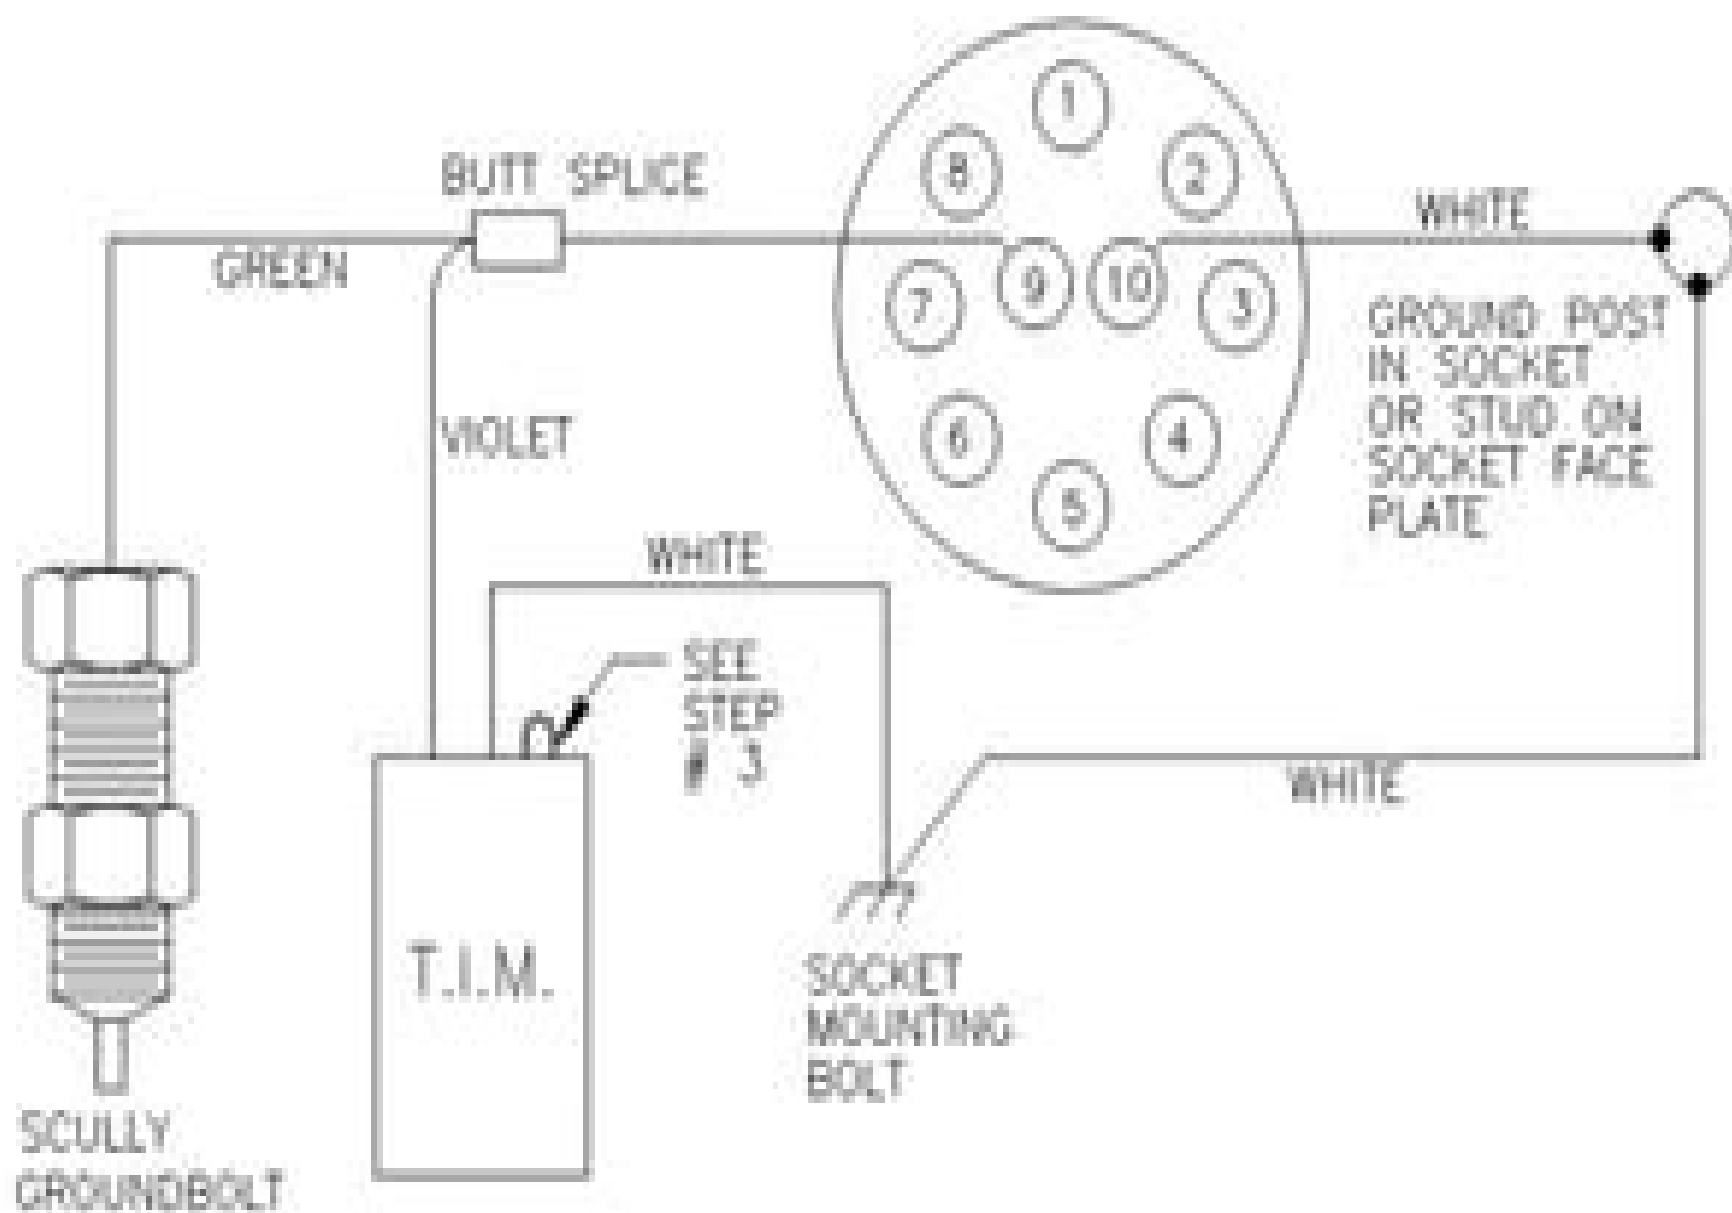 BUTT SPLICE
GREEN
VIOLET
1
2
3
4
5
6
7
8
9
10
WHITE
GROUND POST
IN SOCKET
OR STUD ON
SOCKET FACE
PLATE
WHITE
SEE
STEP
# 3
WHITE
T.I.M.
SOCKET
MOUNTING
BOLT
SCULLY
GROUNDBOLT